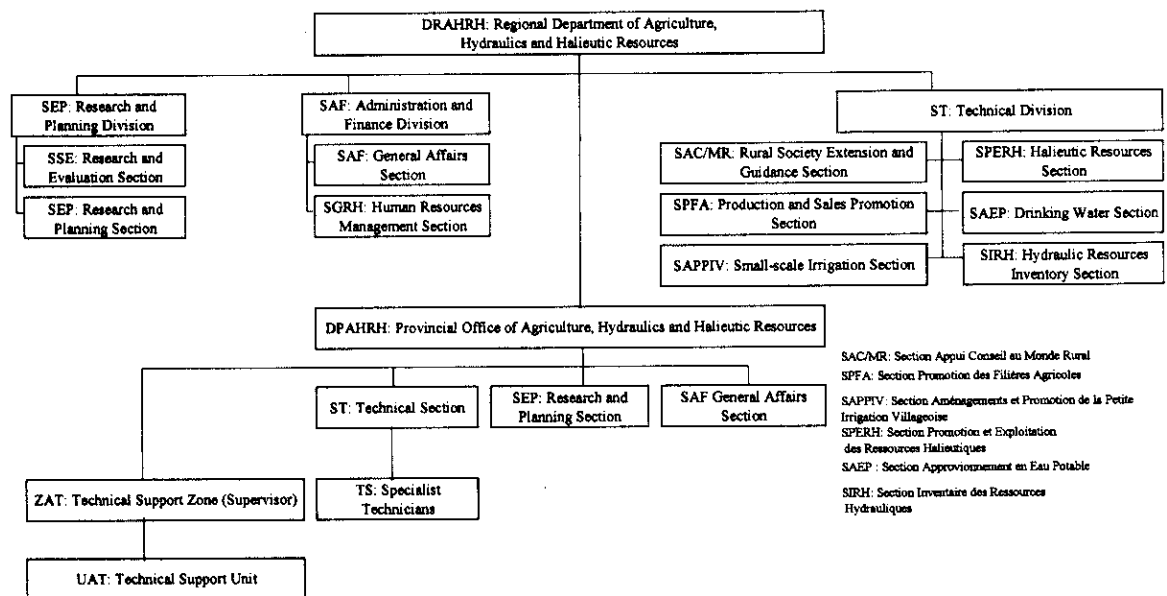 DRAHRH: Regional Department of Agriculture,
Hydraulics and Halieutic Resources
SEP: Research and
Planning Division
SSE: Research and
Evaluation Section
SEP: Research and
Planning Section
SAF: Administration and
Finance Division
SAF: General Affairs
Section
SGRH: Human Resources
Management Section
ST: Technical Division
SAC/MR: Rural Society Extension and
Guidance Section
SPFA: Production and Sales Promotion
Section
SAPPIV: Small-scale Irrigation Section
SPERH: Halieutic Resources
Section
SAEP: Drinking Water Section
SIRH: Hydraulic Resources
Inventory Section
DPAHRH: Provincial Office of Agriculture, Hydraulics and Halieutic Resources
ST: Technical Section
SEP: Research and
Planning Section
SAF General Affairs
Section
ZAT: Technical Support Zone (Supervisor)
TS: Specialist
Technicians
UAT: Technical Support Unit
SAC/MR: Section Appui Conseil au Monde Rural
SPFA: Section Promotion des Filières Agricoles
SAPPIV: Section Aménagements et Promotion de la Petite
Irrigation Villageoise
SPERH: Section Promotion et Exploitation
des Ressources Halieutiques
SAEP : Section Approvionnement en Eau Potable
SIRH: Section Inventaire des Ressources
Hydrauliques